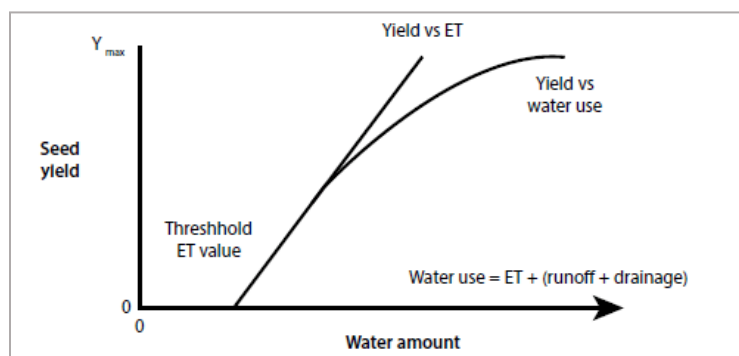 Yield vs ET
Y max
Yield vs
water use
Seed
yield
Threshhold
ET value
Water use = ET + (runoff + drainage)
0
0
Water amount